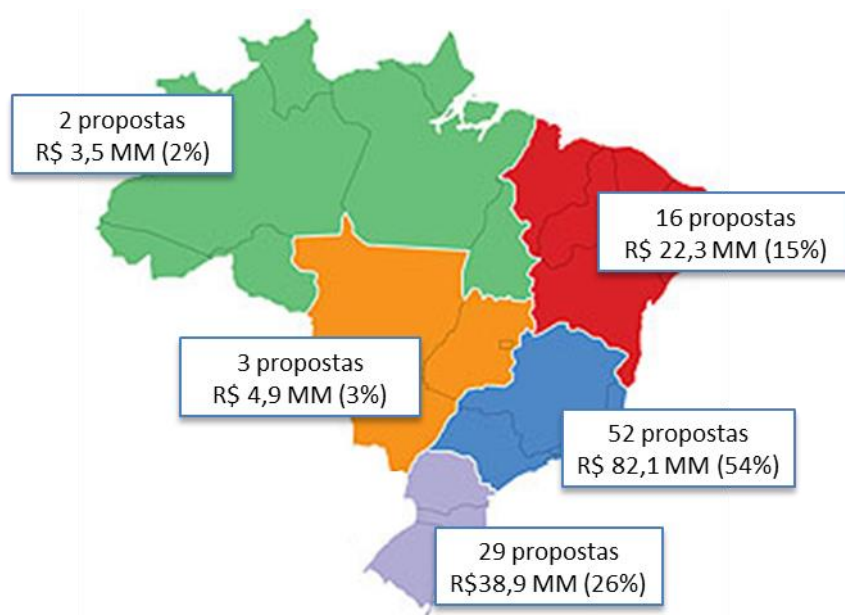 2 propostas
R$ 3,5 MM (2%)
16 propostas
R$ 22,3 MM (15%)
3 propostas
R$ 4,9 MM (3%)
52 propostas
R$ 82,1 MM (54%)
29 propostas
R$38,9 MM (26%)